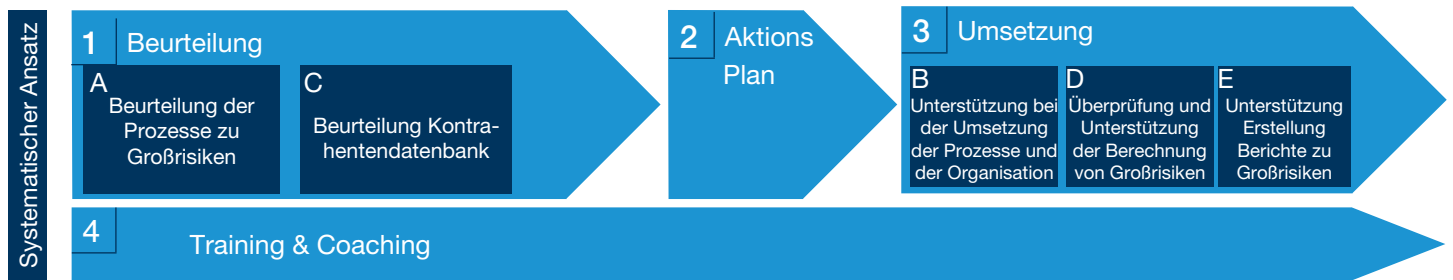 Systematischer Ansatz
1 Beurteilung
A
Beurteilung der
Prozesse zu
Großrisiken
C
Beurteilung Kontra-
hentendatenbank
2 Aktions
Plan
3 Umsetzung
B
Unterstützung bei
der Umsetzung
der Prozesse und
der Organisation
D
Überprüfung und
Unterstützung
der Berechnung
von Großrisiken
E
Unterstützung
Erstellung
Berichte zu
Großrisiken
4 Training & Coaching